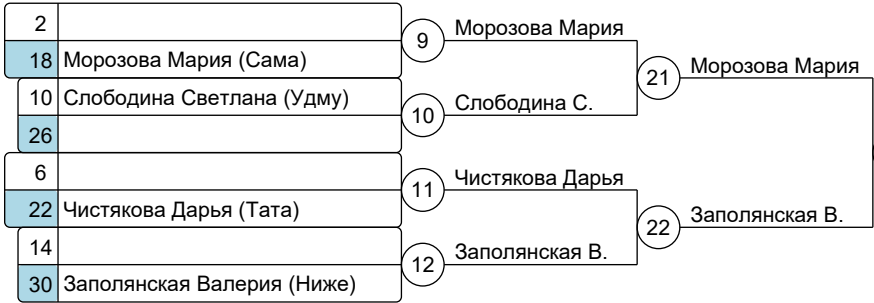 2
18 Морозова Мария (Сама)
9 Морозова Мария
10 Слободина Светлана (Удму)
26
10 Слободина С.
21 Морозова Мария
6
22 Чистякова Дарья (Тата)
11 Чистякова Дарья
14
30 Заполянская Валерия (Ниже)
12 Заполянская В.
22 Заполянская В.